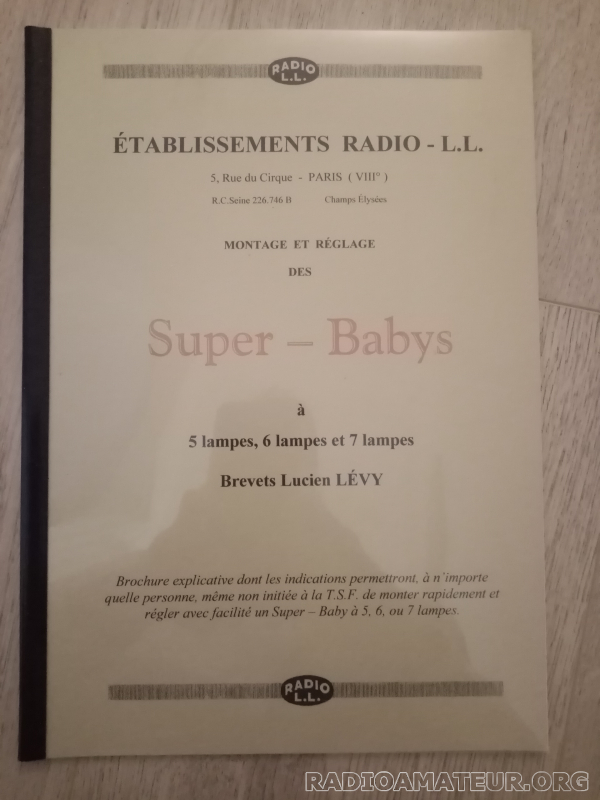 RADIO
L.L.
ÉTABLISSEMENTS RADIO - L.L.
5, Rue du Cirque - PARIS ( VIII° )
R.C.Seine 226.746 B Champs Élysées
MONTAGE ET RÉGLAGE
DES
Super – Babys
à
5 lampes, 6 lampes et 7 lampes
Brevets Lucien LÉVY
Brochure explicative dont les indications permettront, à n'importe
quelle personne, même non initiée à la T.S.F. de monter rapidement et
régler avec facilité un Super – Baby à 5, 6, ou 7 lampes.
RADIO
L.L.
RADIOAMATEUR.ORG